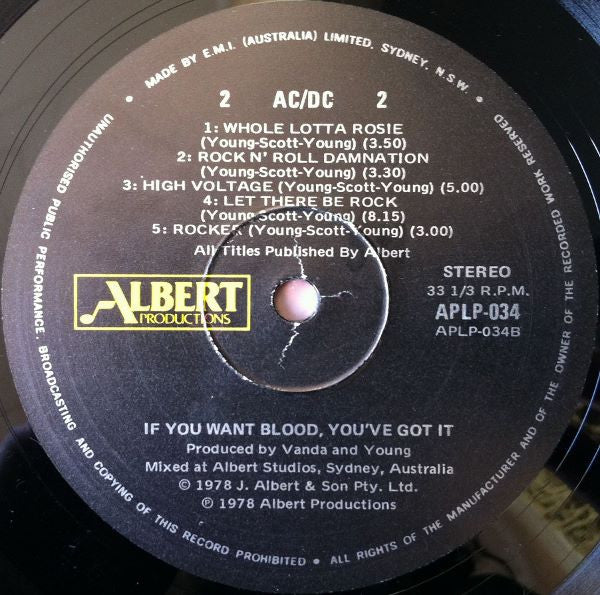 MADE BY E.M.I. (AUSTRALIA) LIMITED, SYDNEY, N.S.W.
2 AC/DC 2
1: WHOLE LOTTA ROSIE
(Young-Scott-Young) (3.50)
2: ROCK N' ROLL DAMNATION
(Young-Scott-Young) (3.30)
3: HIGH VOLTAGE (Young-Scott-Young) (5.00)
4: LET THERE BE ROCK
(Young-Scott-Young) (8.15)
5: ROCKER (Young-Scott-Young) (3.00)
All Titles Published By Albert
ALBERT
PRODUCTIONS
STEREO
33 1/3 R.P.M.
APLP-034
APLP-034B
IF YOU WANT BLOOD, YOU'VE GOT IT
Produced by Vanda and Young
Mixed at Albert Studios, Sydney, Australia
© 1978 J. Albert & Son Pty. Ltd.
℗ 1978 Albert Productions
UNAUTHORISED PUBLIC PERFORMANCE, BROADCASTING AND COPYING OF THIS RECORD PROHIBITED • ALL RIGHTS OF THE MANUFACTURER AND OF THE OWNER OF THE RECORDED WORK RESERVED